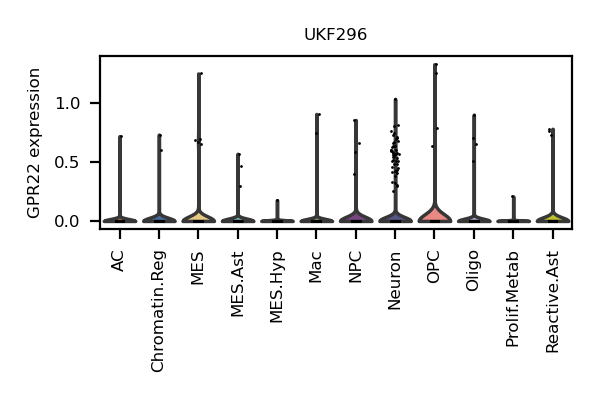 UKF296
GPR22 expression
1.0
0.5
0.0
AC
Chromatin.Reg
MES
MES.Ast
MES.Hyp
Mac
NPC
Neuron
OPC
Oligo
Prolif.Metab
Reactive.Ast